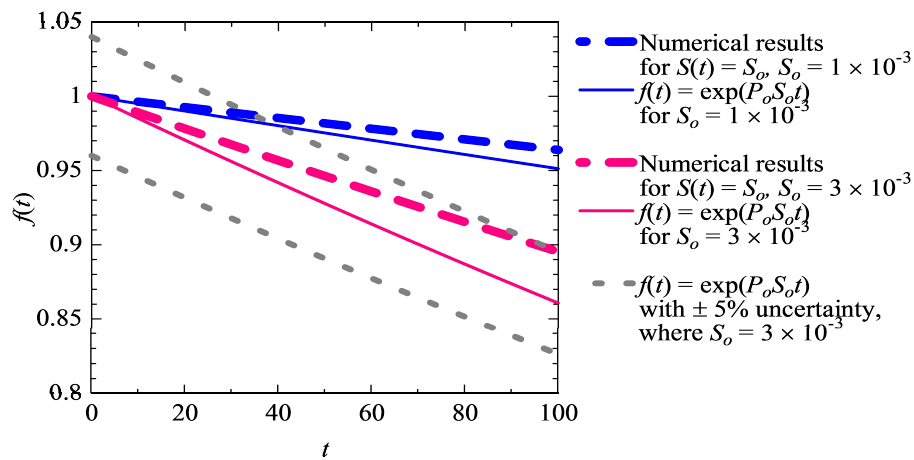 1.05
1
0.95
0.9
0.85
0.8
f(t)
0 20 40 60 80 100
t
Numerical results
for S(t) = Sₒ, Sₒ = 1 × 10⁻³
f(t) = exp(PₒSₒt)
for Sₒ = 1 × 10⁻³
Numerical results
for S(t) = Sₒ, Sₒ = 3 × 10⁻³
f(t) = exp(PₒSₒt)
for Sₒ = 3 × 10⁻³
f(t) = exp(PₒSₒt)
with ± 5% uncertainty,
where Sₒ = 3 × 10⁻³